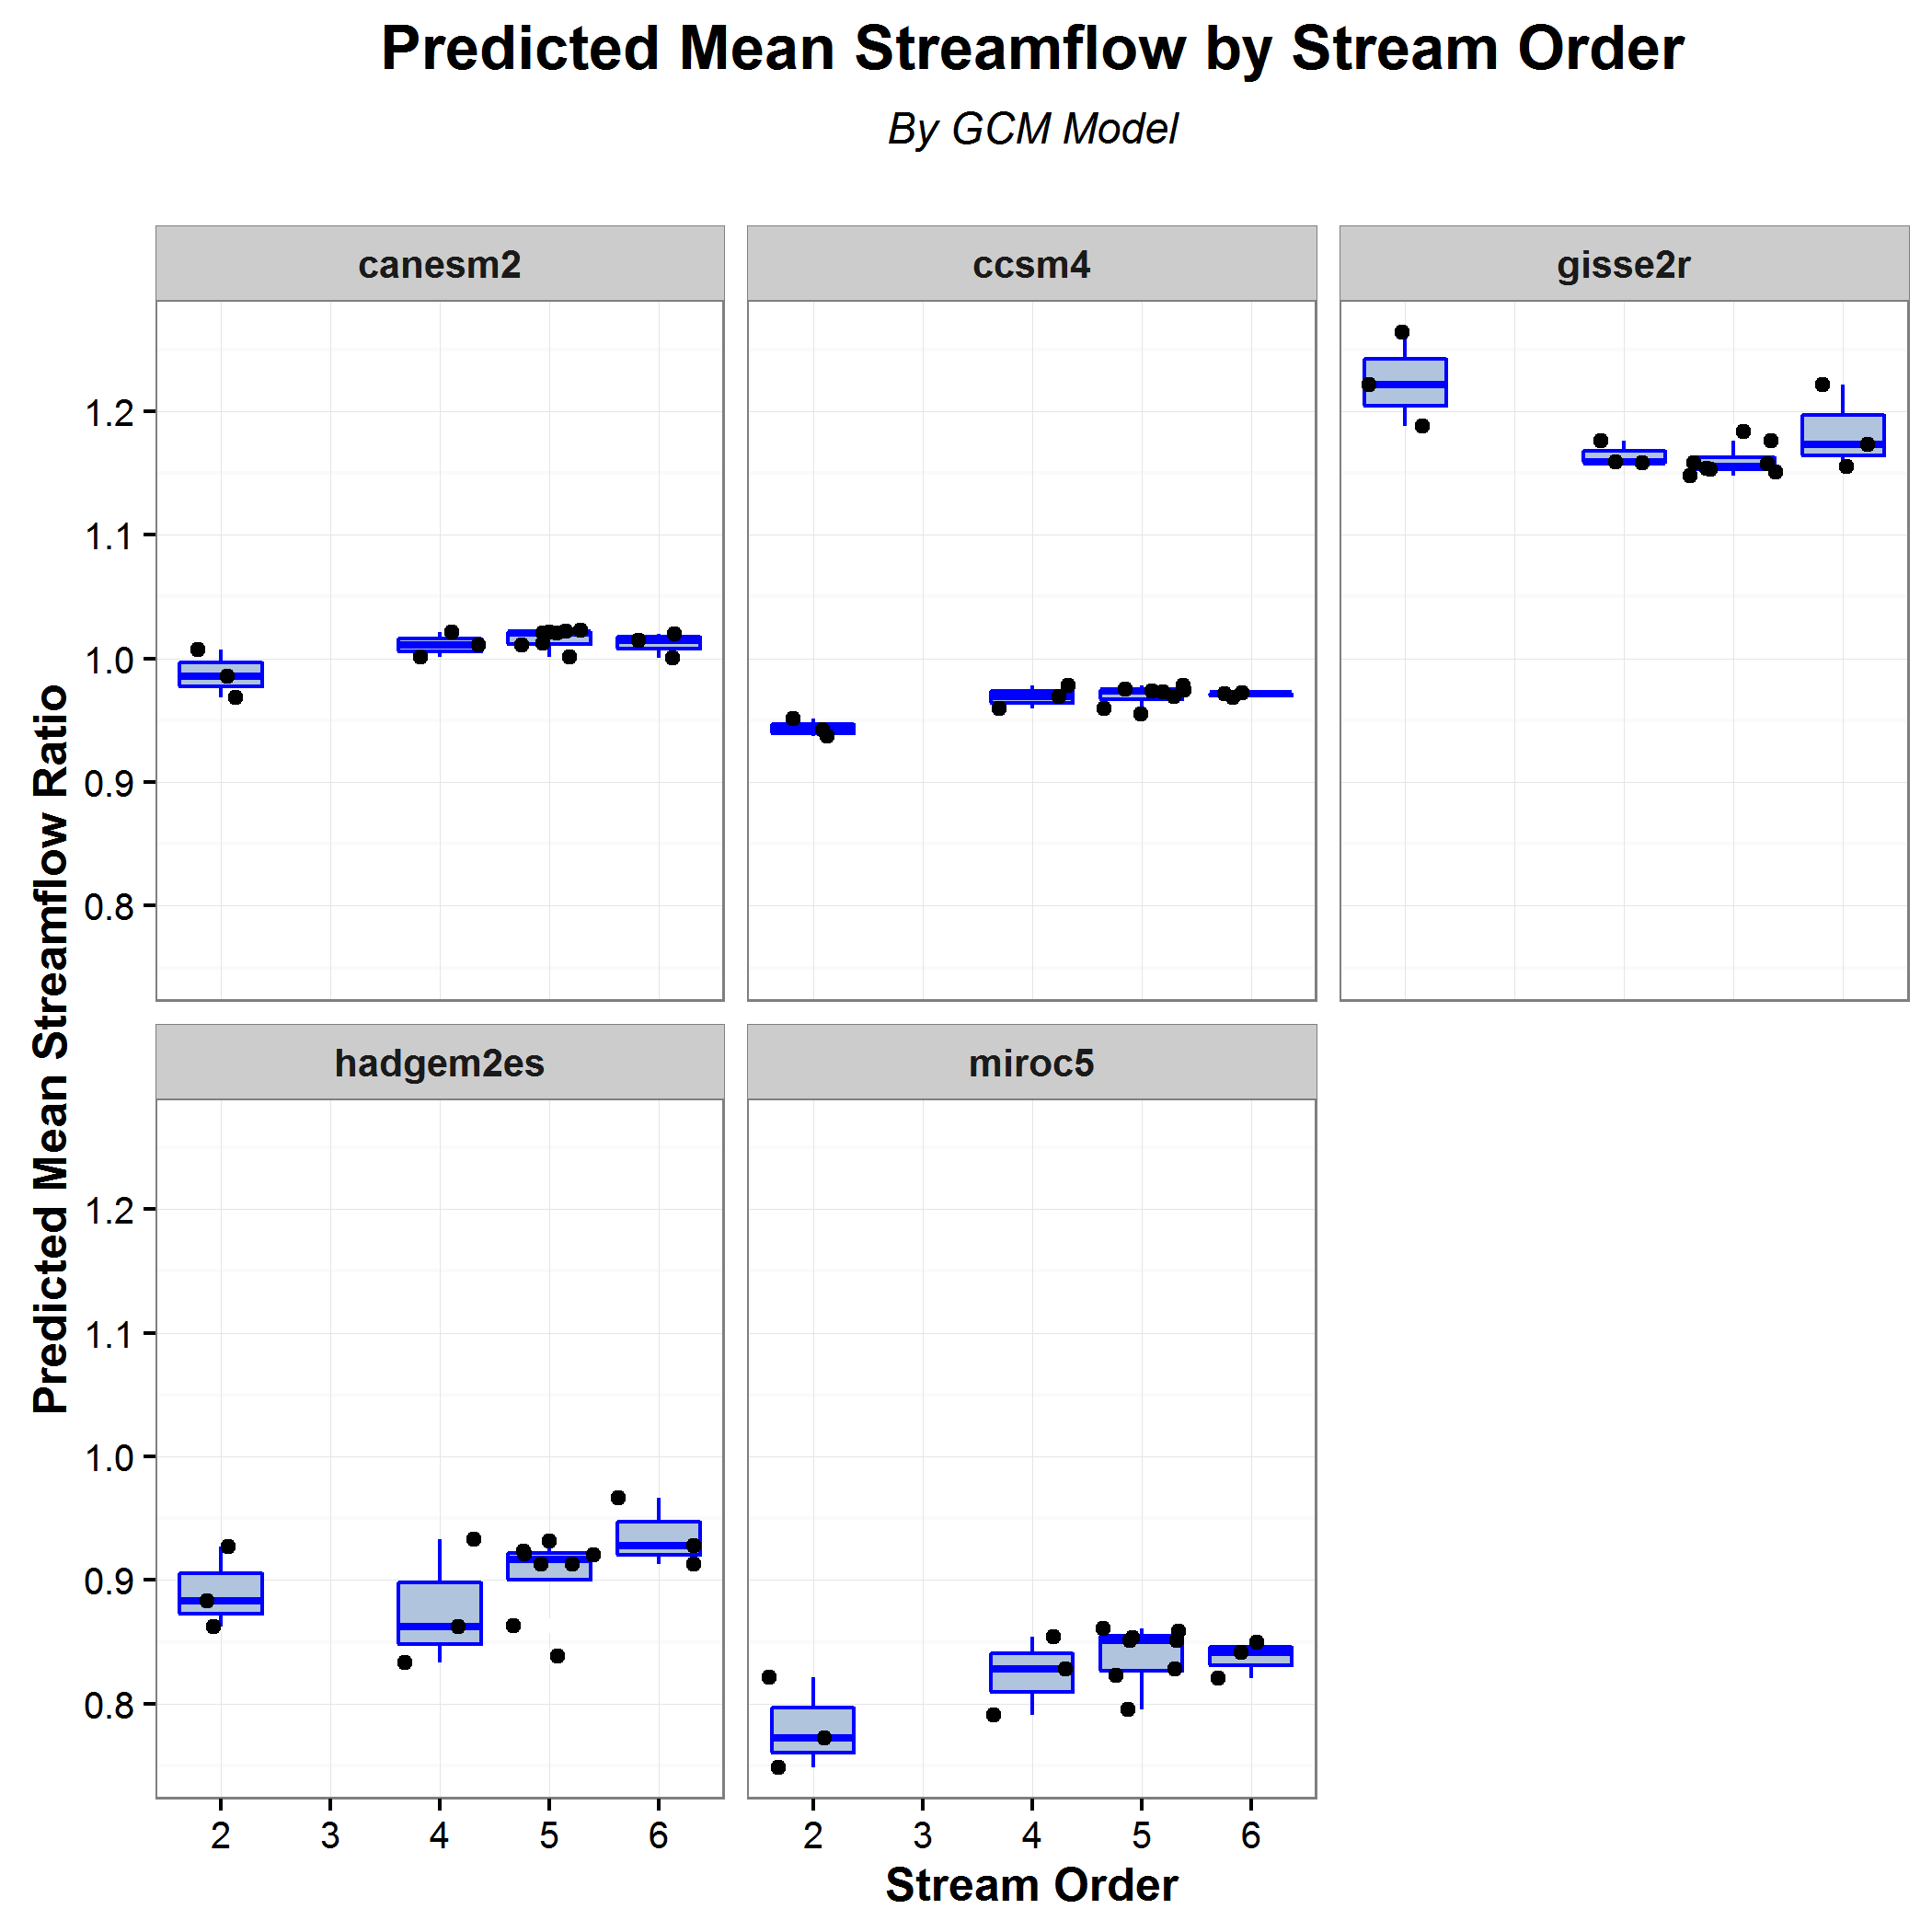 Predicted Mean Streamflow by Stream Order
By GCM Model
canesm2
ccsm4
gisse2r
1.2
1.1
1.0
0.9
0.8
Predicted Mean Streamflow Ratio
hadgem2es
miroc5
1.2
1.1
1.0
0.9
0.8
2 3 4 5 6
2 3 4 5 6
Stream Order